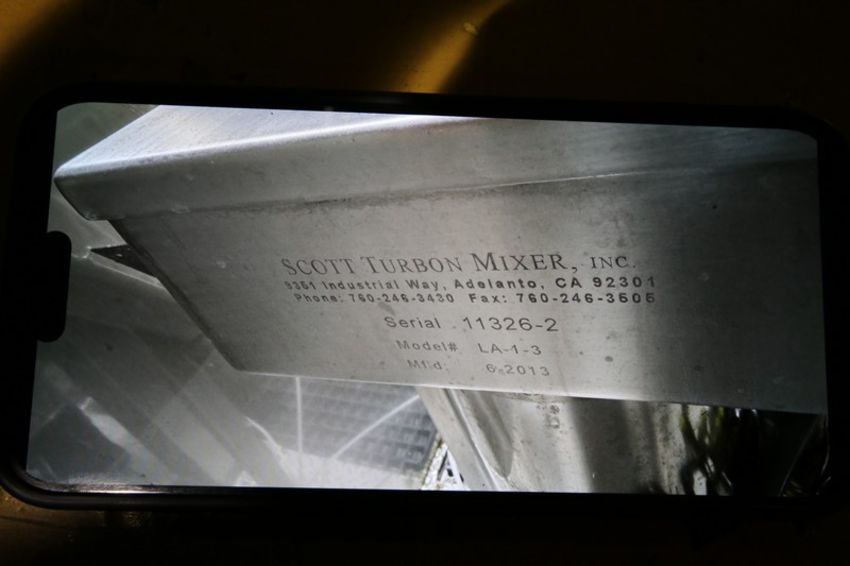 SCOTT TURBON MIXER, INC.
9351 Industrial Way, Adelanto, CA 92301
Phone: 760-246-3430 Fax: 760-246-3505
Serial 11326-2
Model# LA-1-3
Mf'd: 6-2013